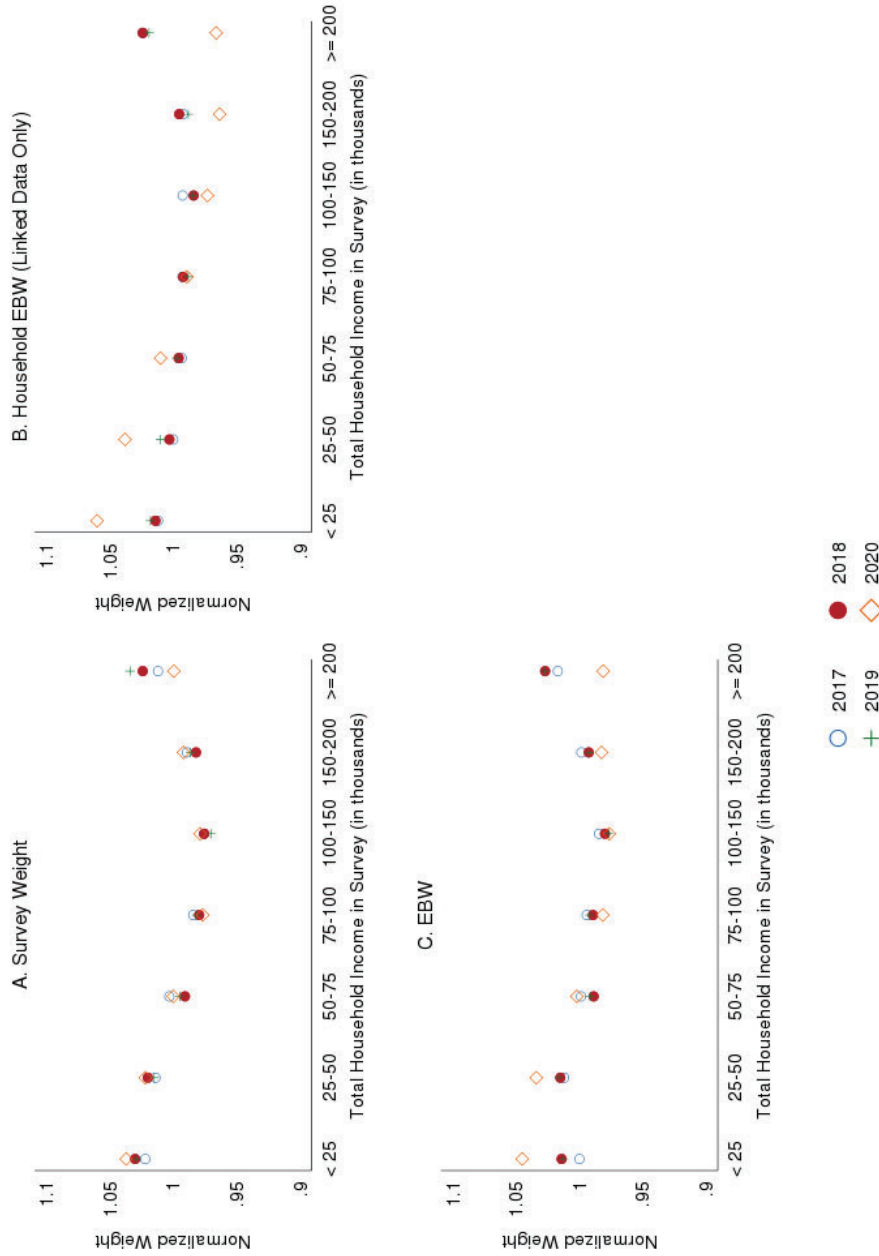 A. Survey Weight
Normalized Weight
1.1
1.05
1
.95
.9
< 25 25-50 50-75 75-100 100-150 150-200 >= 200
Total Household Income in Survey (in thousands)
B. Household EBW (Linked Data Only)
Normalized Weight
1.1
1.05
1
.95
.9
< 25 25-50 50-75 75-100 100-150 150-200 >= 200
Total Household Income in Survey (in thousands)
C. EBW
Normalized Weight
1.1
1.05
1
.95
.9
< 25 25-50 50-75 75-100 100-150 150-200 >= 200
Total Household Income in Survey (in thousands)
2017 2018
2019 2020